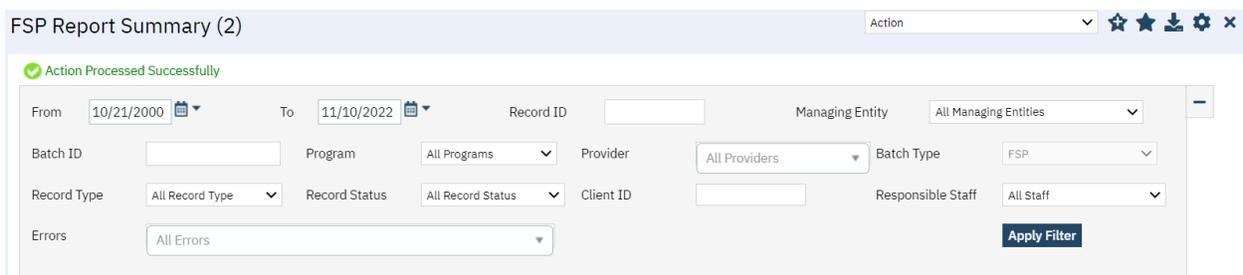 FSP Report Summary (2) Action
Action Processed Successfully
From 10/21/2000 To 11/10/2022 Record ID Managing Entity All Managing Entities
Batch ID Program All Programs Provider All Providers Batch Type FSP
Record Type All Record Type Record Status All Record Status Client ID Responsible Staff All Staff
Errors All Errors Apply Filter